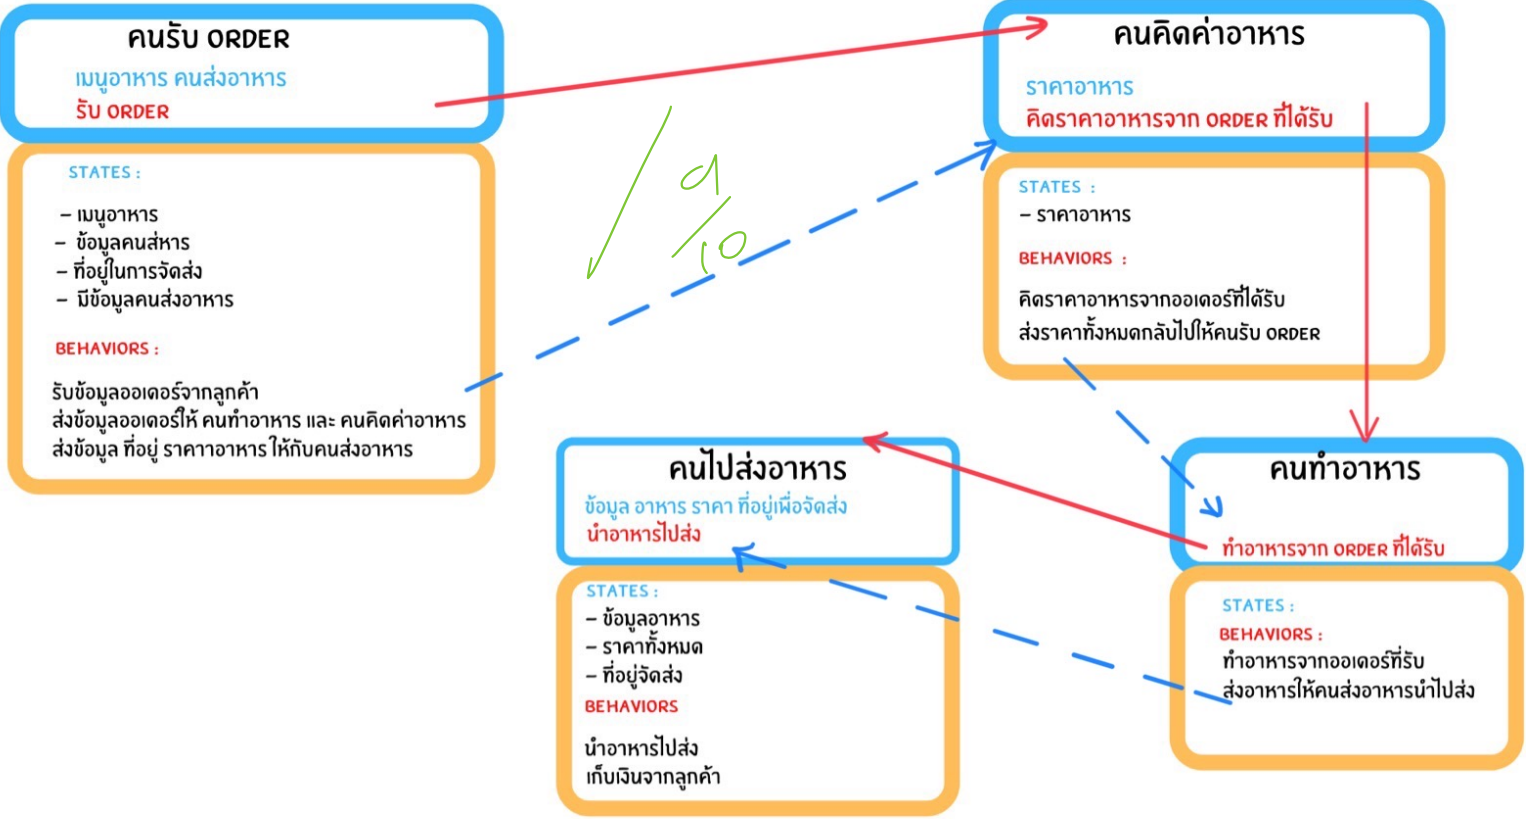 คนรับ ORDER
เมนูอาหาร คนส่งอาหาร
รับ ORDER
STATES :
– เมนูอาหาร
– ข้อมูลคนส่หาร
– ที่อยู่ในการจัดส่ง
– มีข้อมูลคนส่งอาหาร
BEHAVIORS :
รับข้อมูลออเดอร์จากลูกค้า
ส่งข้อมูลออเดอร์ให้ คนทำอาหาร และ คนคิดค่าอาหาร
ส่งข้อมูล ที่อยู่ ราคาาอาหาร ให้กับคนส่งอาหาร
9/10
คนคิดค่าอาหาร
ราคาอาหาร
คิดราคาอาหารจาก ORDER ที่ได้รับ
STATES :
– ราคาอาหาร
BEHAVIORS :
คิดราคาอาหารจากออเดอร์ที่ได้รับ
ส่งราคาทั้งหมดกลับไปให้คนรับ ORDER
คนไปส่งอาหาร
ข้อมูล อาหาร ราคา ที่อยู่เพื่อจัดส่ง
นำอาหารไปส่ง
STATES :
– ข้อมูลอาหาร
– ราคาทั้งหมด
– ที่อยู่จัดส่ง
BEHAVIORS
นำอาหารไปส่ง
เก็บเงินจากลูกค้า
คนทำอาหาร
ทำอาหารจาก ORDER ที่ได้รับ
STATES :
BEHAVIORS :
ทำอาหารจากออเดอร์ที่รับ
ส่งอาหารให้คนส่งอาหารนำไปส่ง